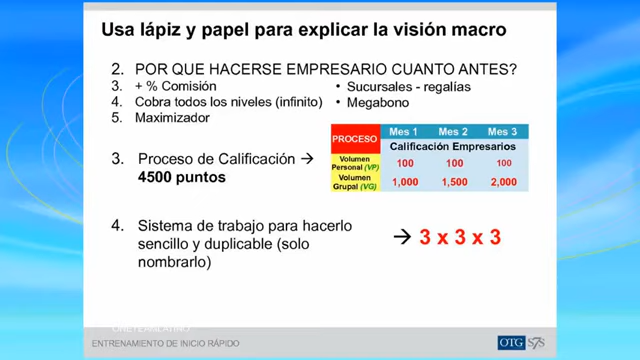 Usa lápiz y papel para explicar la visión macro
2. POR QUE HACERSE EMPRESARIO CUANTO ANTES?
3. + % Comisión
4. Cobra todos los niveles (infinito)
5. Maximizador
• Sucursales - regalías
• Megabono
3. Proceso de Calificación →
4500 puntos
PROCESO Mes 1 Mes 2 Mes 3
Calificación Empresarios
Volumen
Personal (VP) 100 100 100
Volumen
Grupal (VG) 1,000 1,500 2,000
4. Sistema de trabajo para hacerlo
sencillo y duplicable (solo
nombrarlo)
→ 3 x 3 x 3
ONETEAMLATINO
ENTRENAMIENTO DE INICIO RÁPIDO
OTG S7S